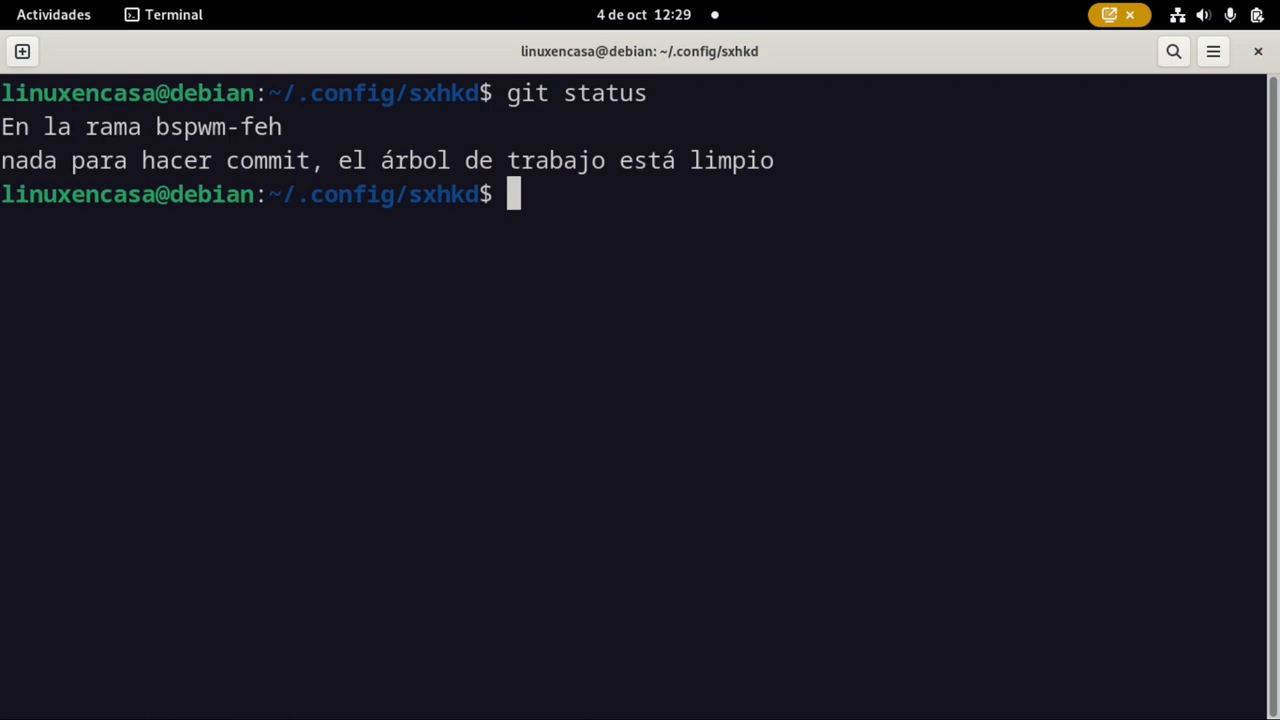 Actividades
Terminal
4 de oct 12:29
linuxencasa@debian: ~/.config/sxhkd
linuxencasa@debian:~/.config/sxhkd$ git status
En la rama bspwm-feh
nada para hacer commit, el árbol de trabajo está limpio
linuxencasa@debian:~/.config/sxhkd$